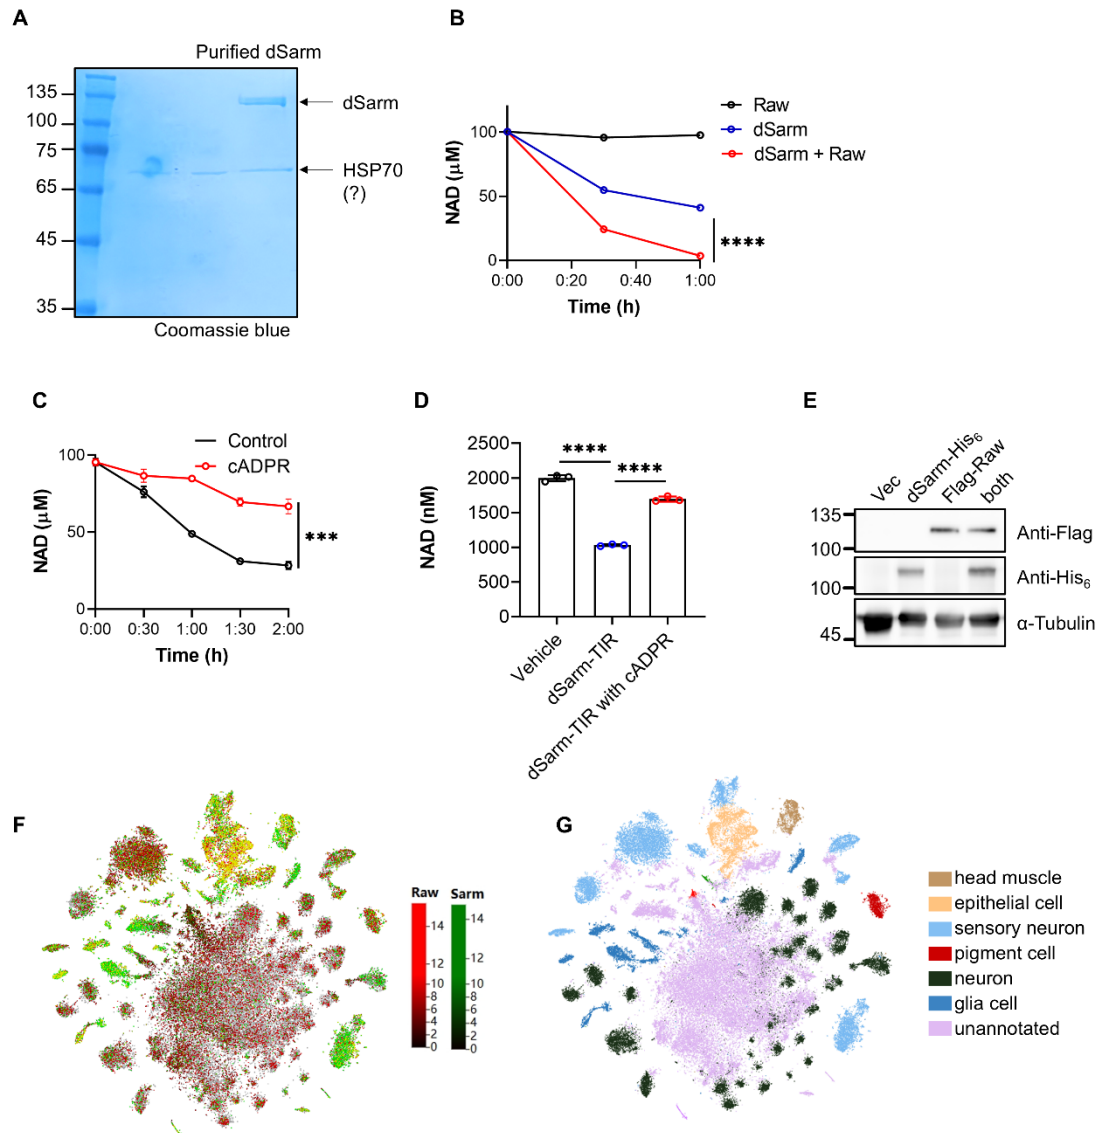 A
Purified dSarm
135
100
75
65
45
35
dSarm
HSP70
(?)
Coomassie blue
B
NAD (μM)
100
50
0
0:00
0:20
0:40
1:00
Time (h)
Raw
dSarm
dSarm + Raw
****
C
NAD (μM)
100
50
0
0:00
0:30
1:00
1:30
2:00
Time (h)
Control
cADPR
***
D
NAD (nM)
2500
2000
1500
1000
500
0
****
****
Vehicle
dSarm-TIR
dSarm-TIR with cADPR
E
Vec
dSarm-His6
Flag-Raw
both
135
100
Anti-Flag
100
Anti-His6
45
α-Tubulin
F
Raw
14
10
8
6
4
2
0
Sarm
14
10
8
6
4
2
0
G
head muscle
epithelial cell
sensory neuron
pigment cell
neuron
glia cell
unannotated